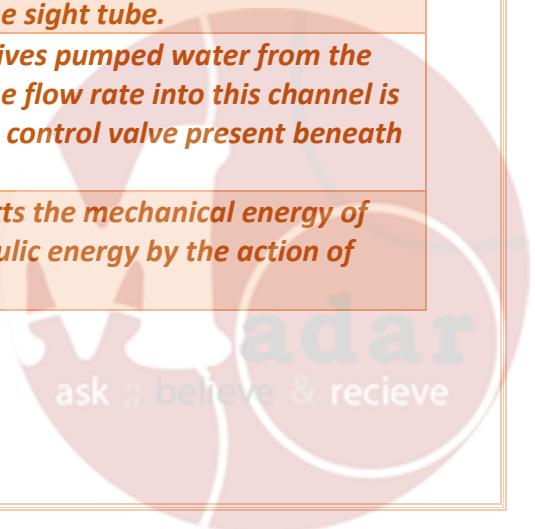 e sight tube.
ives pumped water from the
e flow rate into this channel is
control valve present beneath
ts the mechanical energy of
ulic energy by the action of
adar
ask ;; believe & recieve